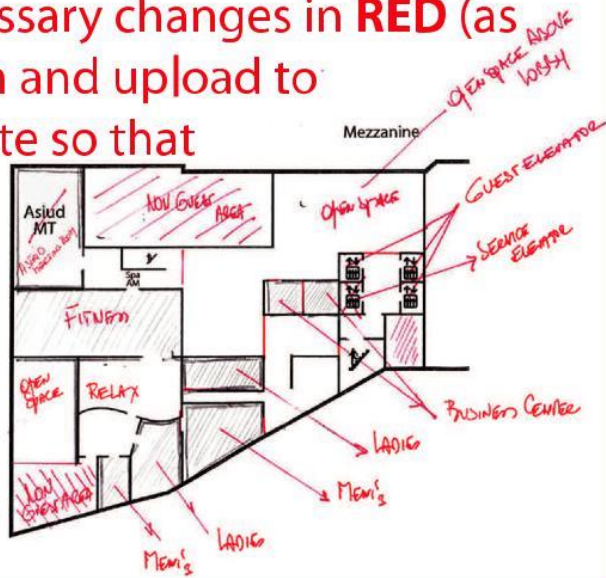 ssary changes in RED (as
n and upload to
te so that
Mezzanine
OPEN SPACE ABOVE
LOBBY
GUEST ELEVATOR
SERVICE
ELEVATOR
Asiud
MT
NON GUEST
AREA
OPEN SPACE
Spa
AM
FITNESS
OPEN
SPACE
RELAX
BUSINESS CENTER
LADIES
MEN'S
NON
GUEST AREA
LADIES
MEN'S